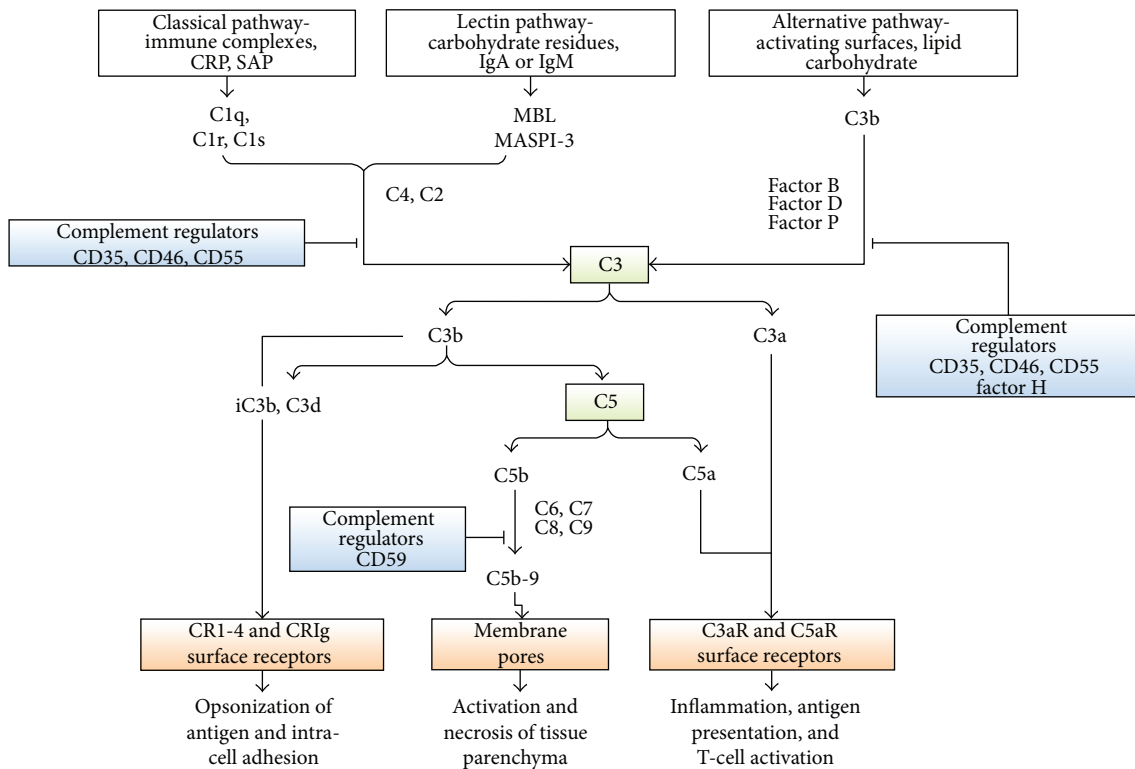 Classical pathway-
immune complexes,
CRP, SAP
Lectin pathway-
carbohydrate residues,
IgA or IgM
Alternative pathway-
activating surfaces, lipid
carbohydrate
C1q,
C1r, C1s
MBL
MASPI-3
C3b
C4, C2
Factor B
Factor D
Factor P
Complement regulators
CD35, CD46, CD55
C3
Complement
regulators
CD35, CD46, CD55
factor H
C3b
C3a
iC3b, C3d
C5
C5b
C5a
C6, C7
C8, C9
Complement
regulators
CD59
C5b-9
CR1-4 and CRIg
surface receptors
Membrane
pores
C3aR and C5aR
surface receptors
Opsonization of
antigen and intra-
cell adhesion
Activation and
necrosis of tissue
parenchyma
Inflammation, antigen
presentation, and
T-cell activation